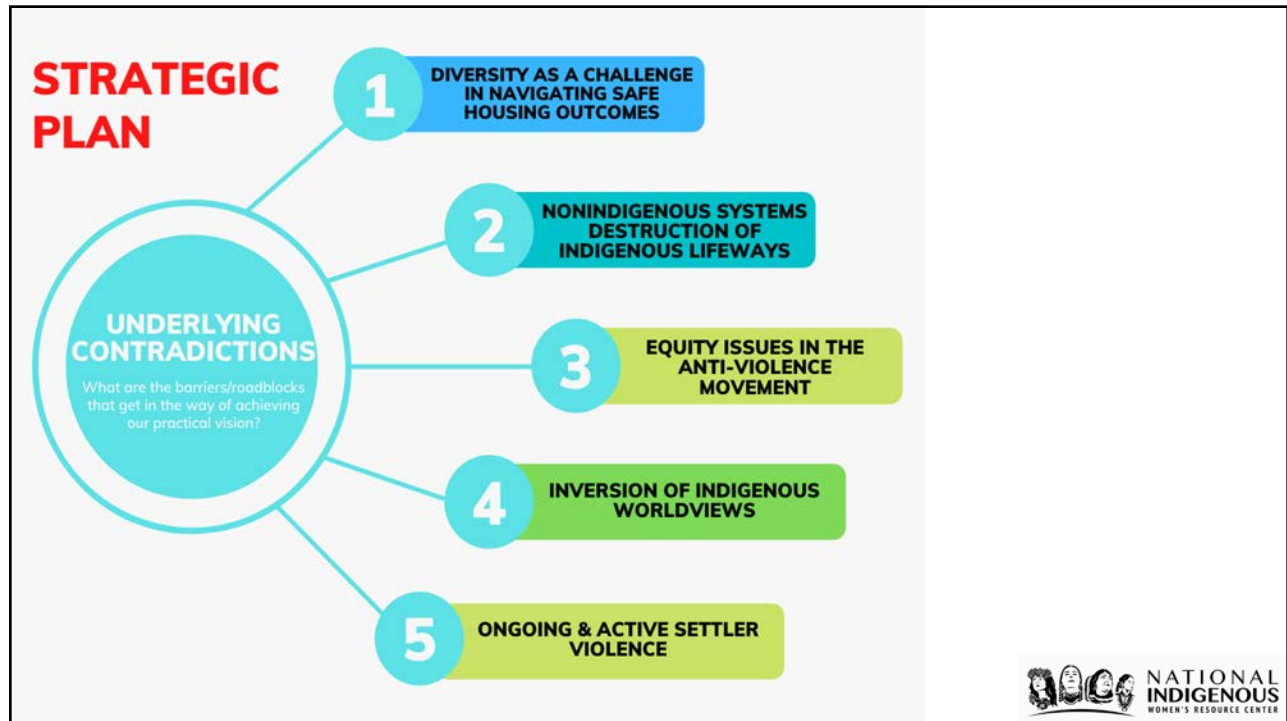 STRATEGIC
PLAN
1
DIVERSITY AS A CHALLENGE
IN NAVIGATING SAFE
HOUSING OUTCOMES
2
NONINDIGENOUS SYSTEMS
DESTRUCTION OF
INDIGENOUS LIFEWAYS
UNDERLYING
CONTRADICTIONS
What are the barriers/roadblocks
that get in the way of achieving
our practical vision?
3
EQUITY ISSUES IN THE
ANTI-VIOLENCE
MOVEMENT
4
INVERSION OF INDIGENOUS
WORLDVIEWS
5
ONGOING & ACTIVE SETTLER
VIOLENCE
NATIONAL
INDIGENOUS
WOMEN'S RESOURCE CENTER